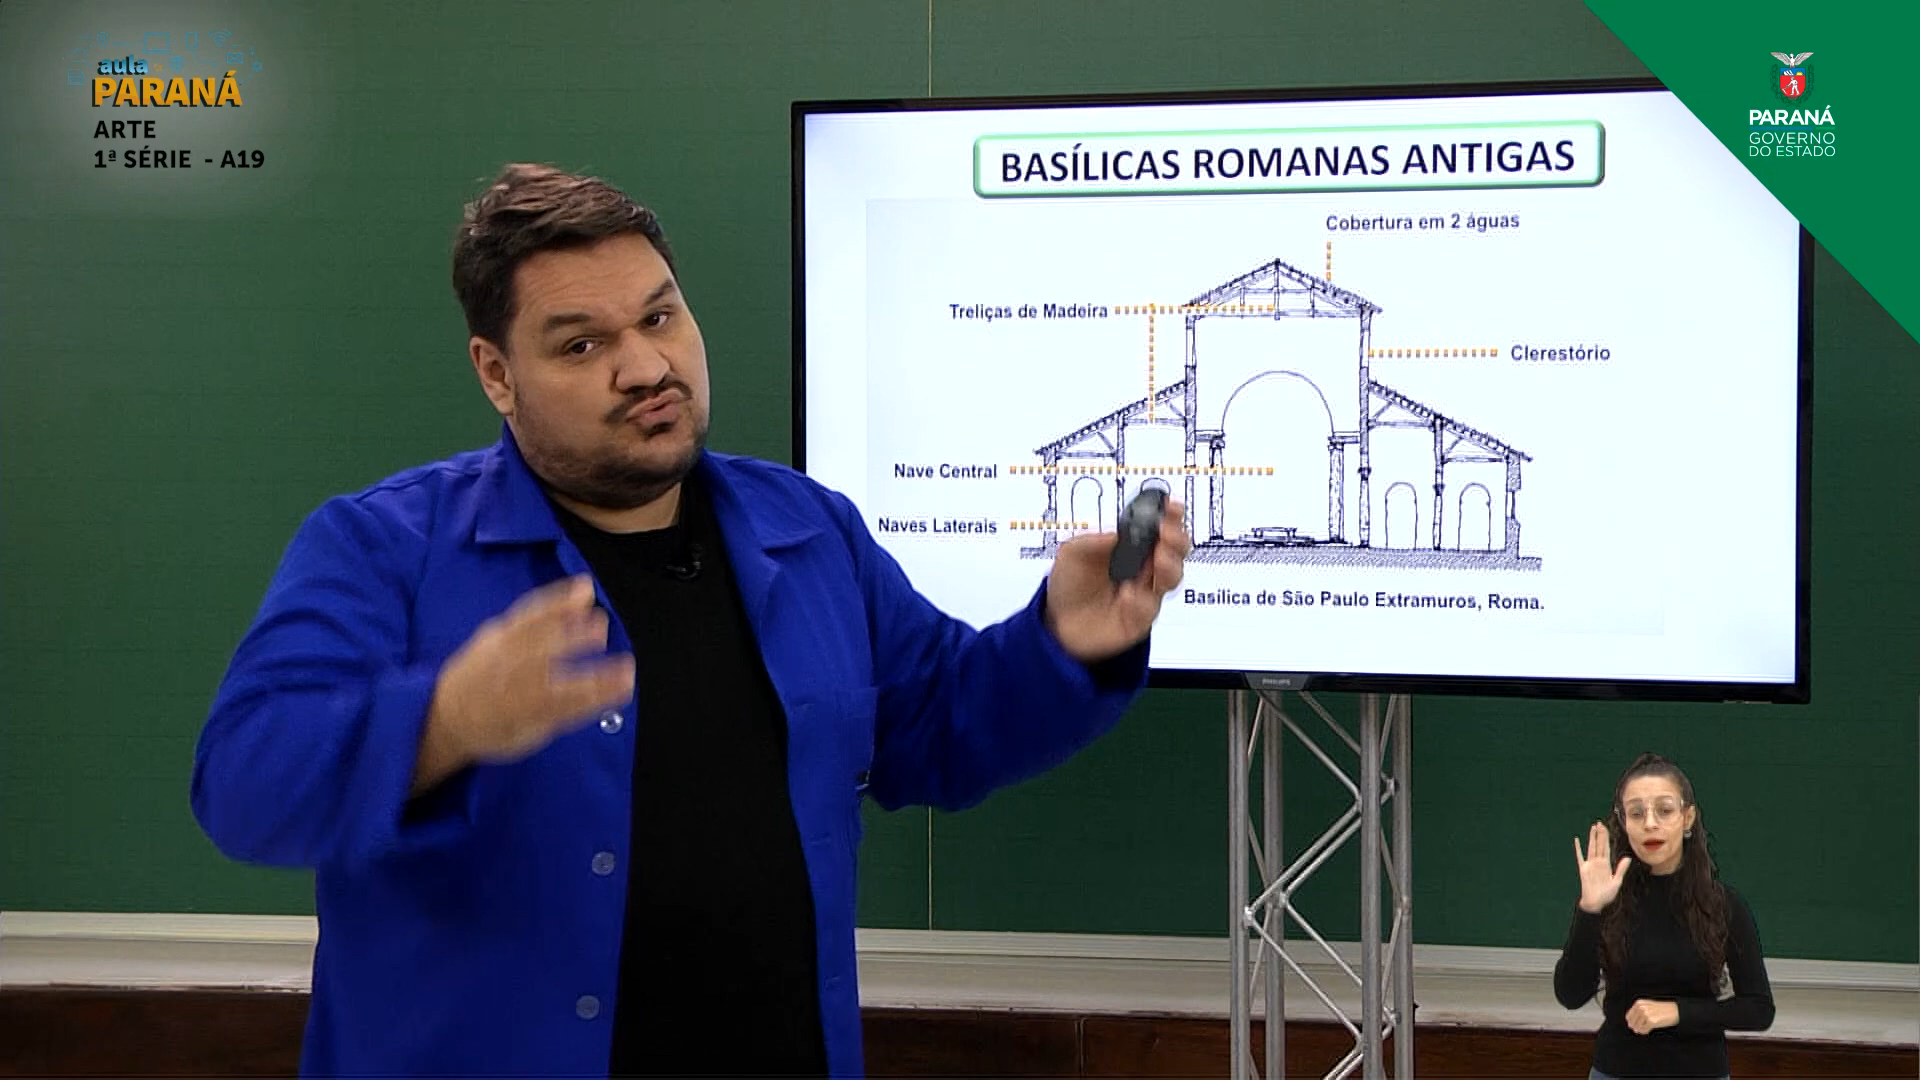 aula
PARANÁ
ARTE
1ª SÉRIE - A19
PARANÁ
GOVERNO
DO ESTADO
BASÍLICAS ROMANAS ANTIGAS
Cobertura em 2 águas
Treliças de Madeira
Clerestório
Nave Central
Naves Laterais
Basílica de São Paulo Extramuros, Roma.
PHILIPS